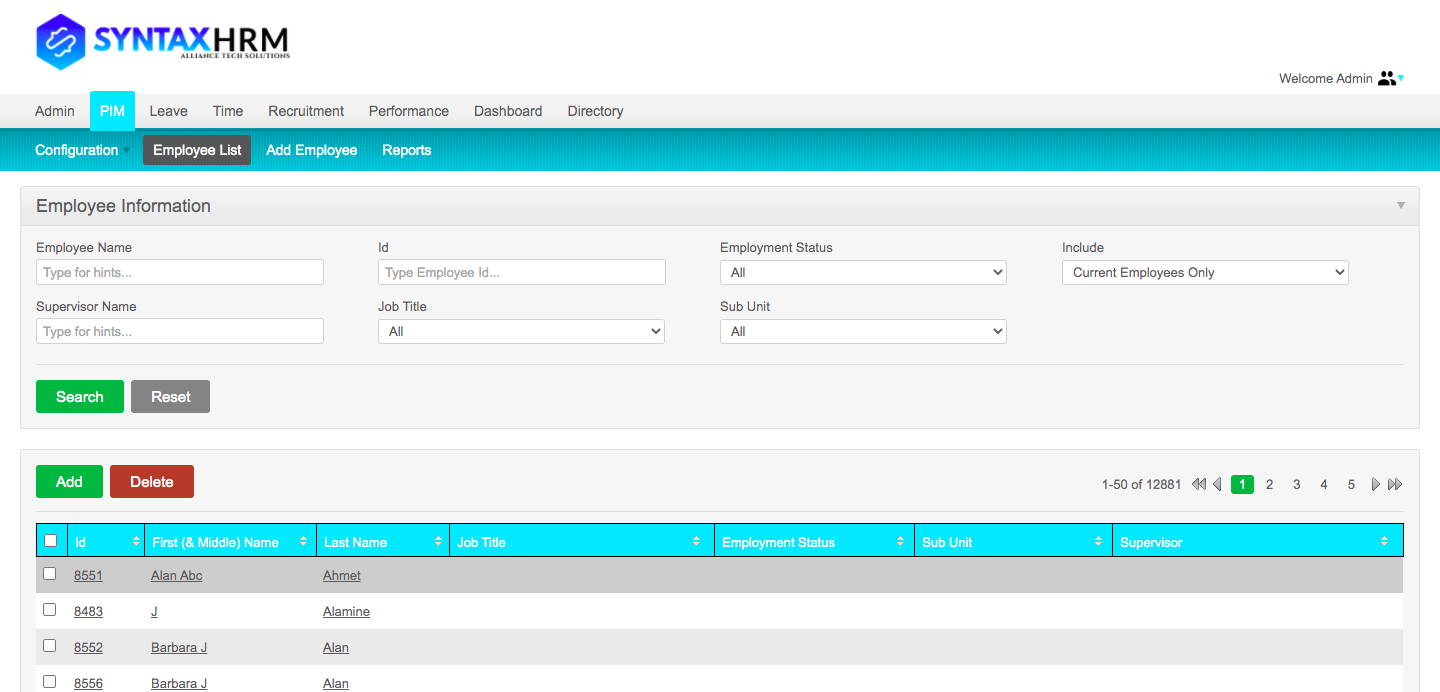 SYNTAXHRM
ALLIANCE TECH SOLUTIONS
Welcome Admin
Admin PIM Leave Time Recruitment Performance Dashboard Directory
Configuration Employee List Add Employee Reports
Employee Information
Employee Name Id Employment Status Include
Type for hints... Type Employee Id... All Current Employees Only
Supervisor Name Job Title Sub Unit
Type for hints... All All
Search Reset
Add Delete 1-50 of 12881 1 2 3 4 5
Id First (& Middle) Name Last Name Job Title Employment Status Sub Unit Supervisor
8551 Alan Abc Ahmet
8483 J Alamine
8552 Barbara J Alan
8556 Barbara J Alan